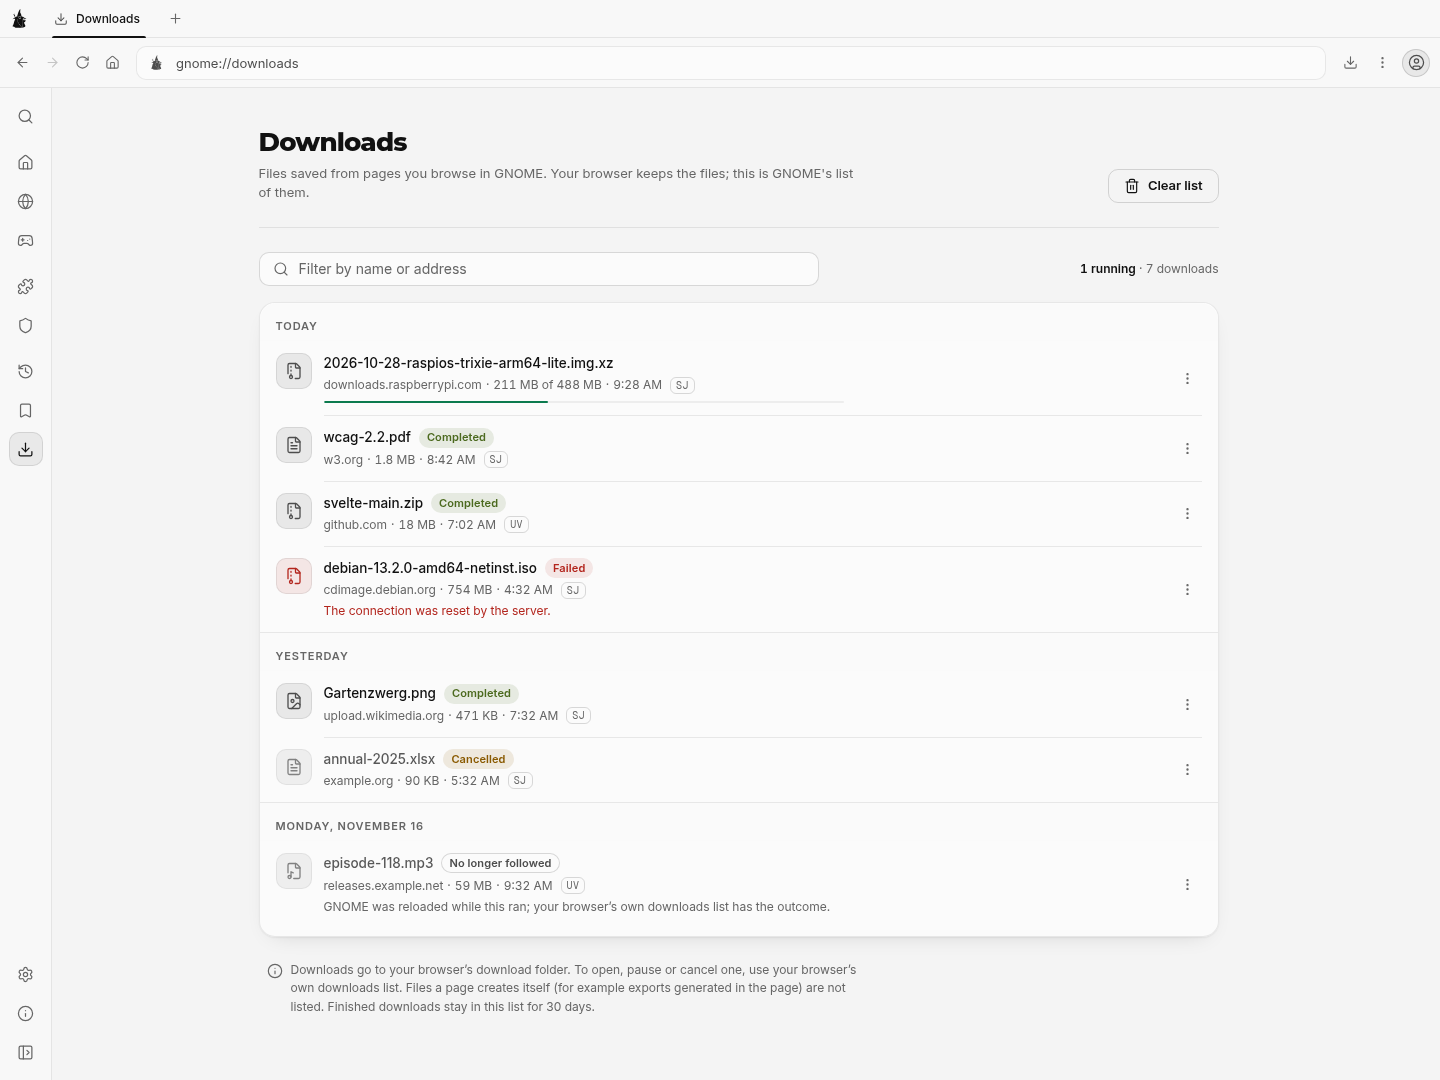 Downloads
gnome://downloads
Downloads
Files saved from pages you browse in GNOME. Your browser keeps the files; this is GNOME's list
of them.
Clear list
Filter by name or address
1 running · 7 downloads
TODAY
2026-10-28-raspios-trixie-arm64-lite.img.xz
downloads.raspberrypi.com · 211 MB of 488 MB · 9:28 AM SJ
wcag-2.2.pdf Completed
w3.org · 1.8 MB · 8:42 AM SJ
svelte-main.zip Completed
github.com · 18 MB · 7:02 AM UV
debian-13.2.0-amd64-netinst.iso Failed
cdimage.debian.org · 754 MB · 4:32 AM SJ
The connection was reset by the server.
YESTERDAY
Gartenzwerg.png Completed
upload.wikimedia.org · 471 KB · 7:32 AM SJ
annual-2025.xlsx Cancelled
example.org · 90 KB · 5:32 AM SJ
MONDAY, NOVEMBER 16
episode-118.mp3 No longer followed
releases.example.net · 59 MB · 9:32 AM UV
GNOME was reloaded while this ran; your browser’s own downloads list has the outcome.
Downloads go to your browser’s download folder. To open, pause or cancel one, use your browser’s
own downloads list. Files a page creates itself (for example exports generated in the page) are not
listed. Finished downloads stay in this list for 30 days.